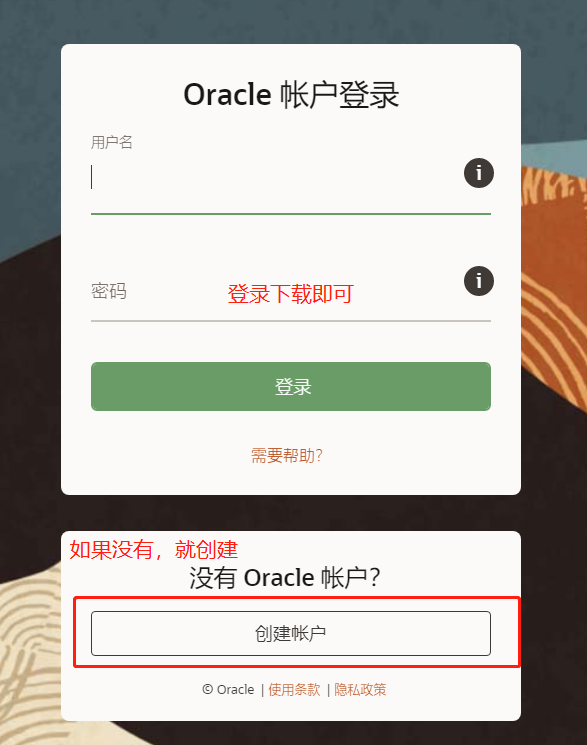 Oracle 帐户登录
用户名
i
密码
登录下载即可
i
登录
需要帮助?
如果没有，就创建
没有 Oracle 帐户?
创建帐户
© Oracle | 使用条款 | 隐私政策